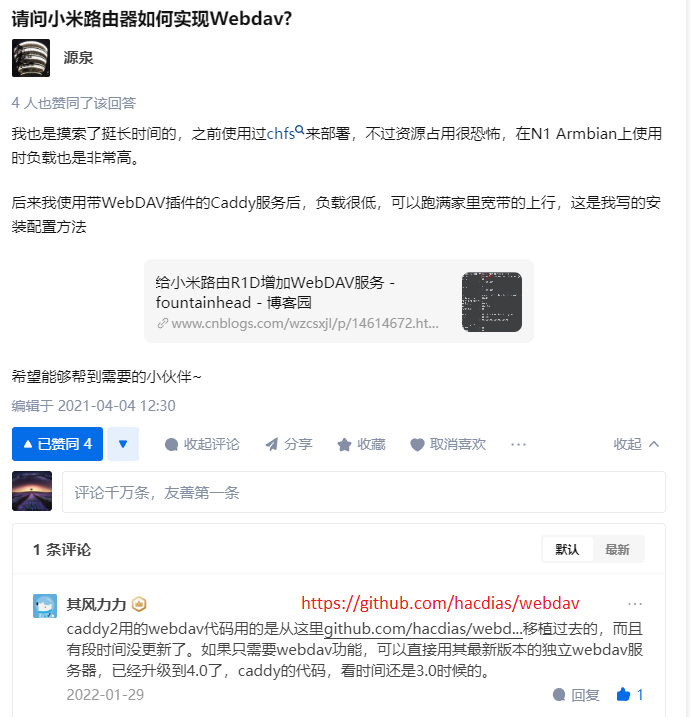 请问小米路由器如何实现Webdav?
源泉
4 人也赞同了该回答
我也是摸索了挺长时间的，之前使用过chfs来部署，不过资源占用很恐怖，在N1 Armbian上使用
时负载也是非常高。
后来我使用带WebDAV插件的Caddy服务后，负载很低，可以跑满家里宽带的上行，这是我写的安
装配置方法
给小米路由R1D增加WebDAV服务 -
fountainhead - 博客园
www.cnblogs.com/wzcsxjl/p/14614672.ht...
希望能够帮到需要的小伙伴~
编辑于 2021-04-04 12:30
已赞同 4 收起评论 分享 收藏 取消喜欢 ··· 收起
评论千万条，友善第一条
1 条评论 默认 最新
其风力力 https://github.com/hacdias/webdav ···
caddy2用的webdav代码用的是从这里github.com/hacdias/webd...移植过去的，而且
有段时间没更新了。如果只需要webdav功能，可以直接用其最新版本的独立webdav服
务器，已经升级到4.0了，caddy的代码，看时间还是3.0时候的。
2022-01-29 回复 1